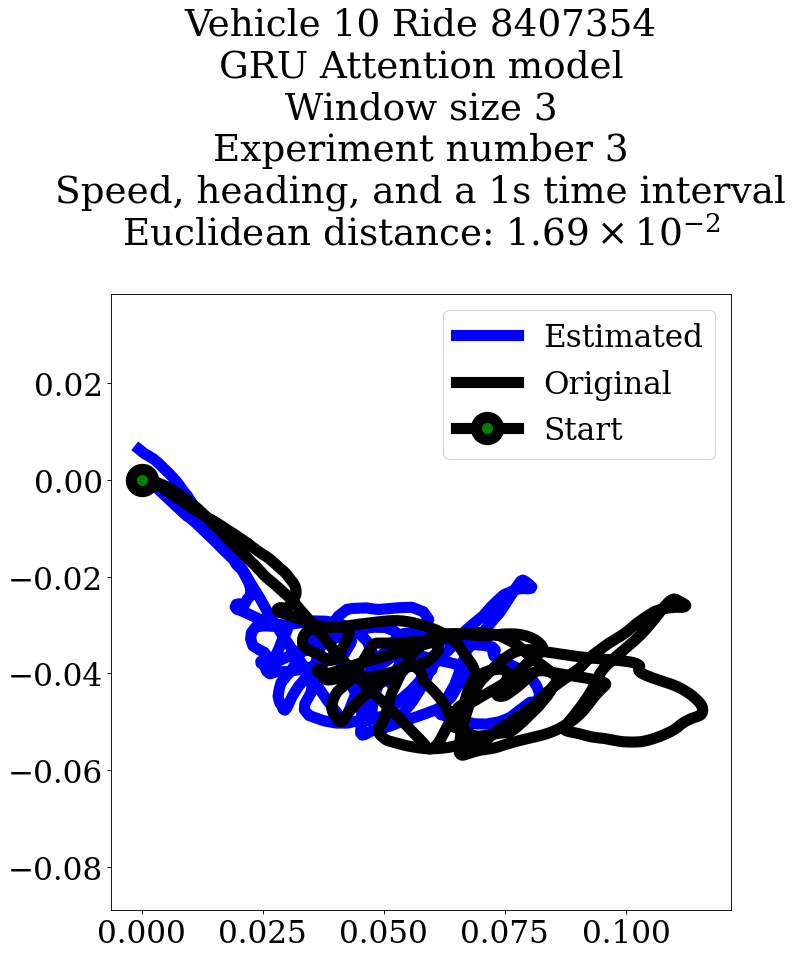 Vehicle 10 Ride 8407354
GRU Attention model
Window size 3
Experiment number 3
Speed, heading, and a 1s time interval
Euclidean distance: 1.69 × 10⁻²
Estimated
Original
Start
0.02
0.00
−0.02
−0.04
−0.06
−0.08
0.000 0.025 0.050 0.075 0.100